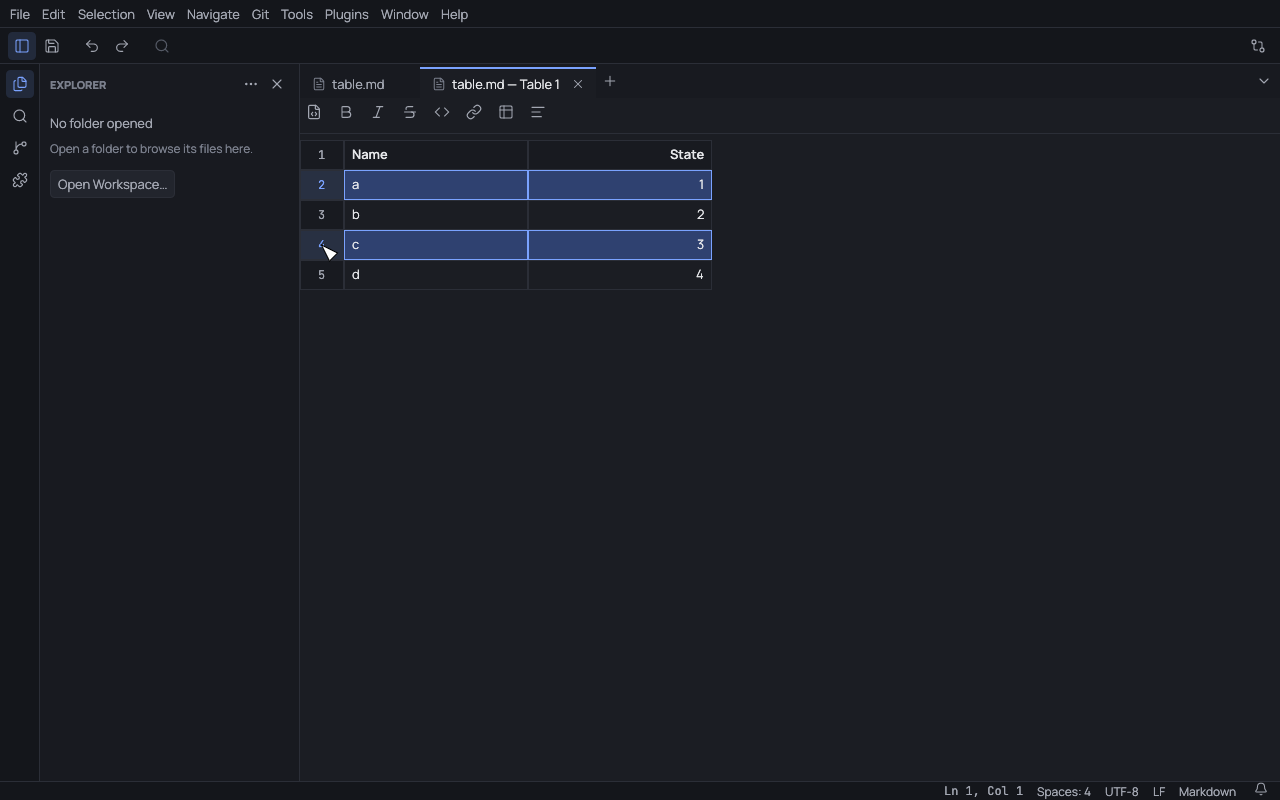 File Edit Selection View Navigate Git Tools Plugins Window Help
EXPLORER
No folder opened
Open a folder to browse its files here.
Open Workspace...
table.md
table.md — Table 1
1 Name State
2 a 1
3 b 2
4 c 3
5 d 4
Ln 1, Col 1 Spaces: 4 UTF-8 LF Markdown